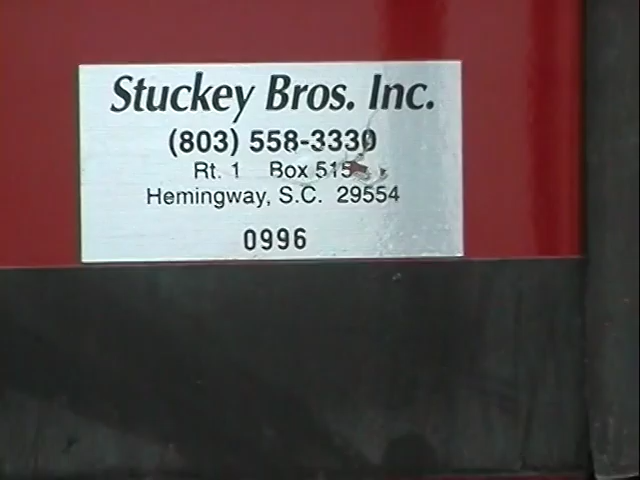 Stuckey Bros. Inc.
(803) 558-3330
Rt. 1 Box 515
Hemingway, S.C. 29554
0996